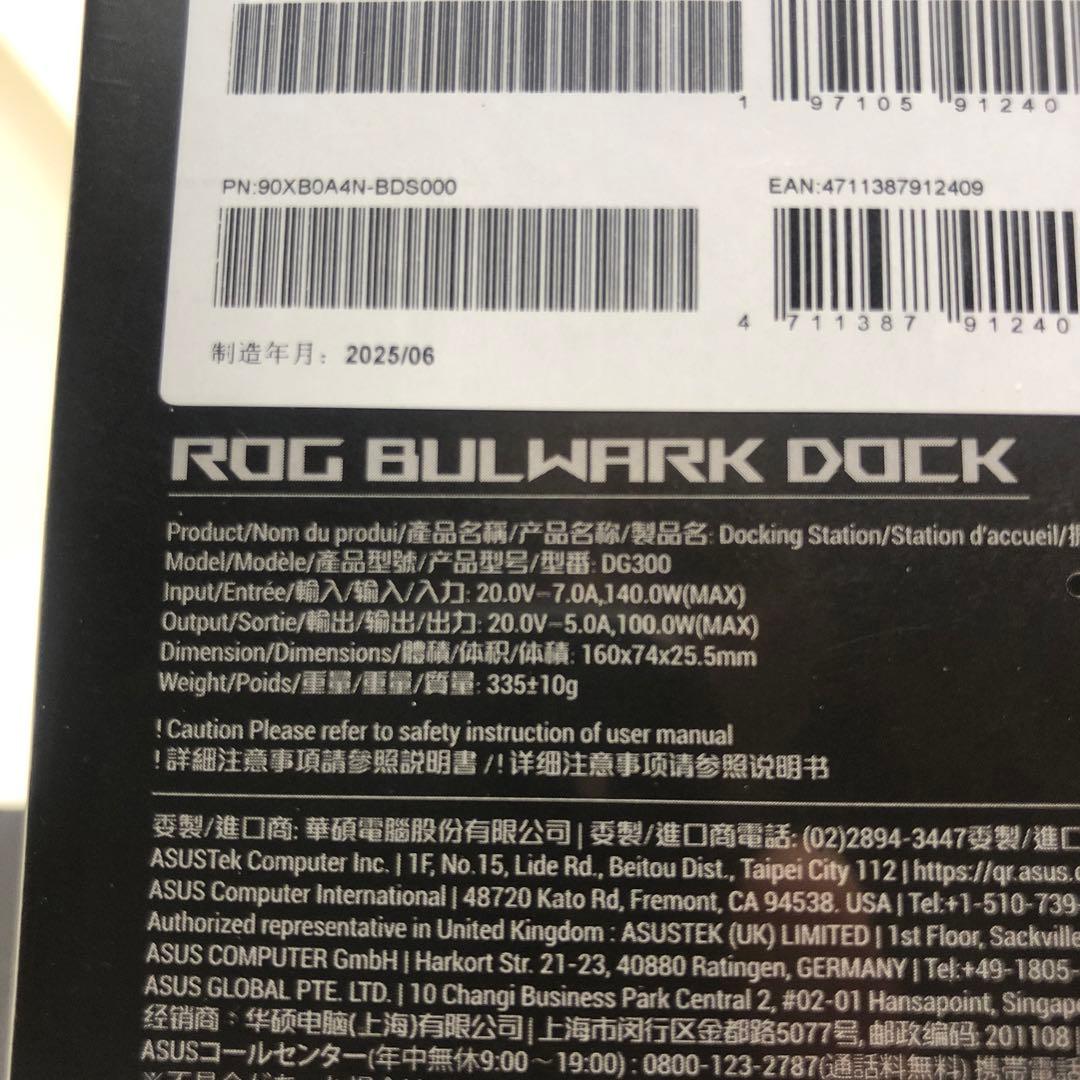 1 97105 91240
PN:90XB0A4N-BDS000 EAN:4711387912409
4 711387 91240
制造年月：2025/06
ROG BULWARK DOCK
Product/Nom du produi/產品名稱/产品名称/製品名: Docking Station/Station d'accueil/
Model/Modèle/產品型號/产品型号/型番: DG300
Input/Entrée/輸入/输入/入力: 20.0V⎓7.0A,140.0W(MAX)
Output/Sortie/輸出/输出/出力: 20.0V⎓5.0A,100.0W(MAX)
Dimension/Dimensions/體積/体积/体積: 160x74x25.5mm
Weight/Poids/重量/重量/質量: 335±10g
! Caution Please refer to safety instruction of user manual
! 詳細注意事項請參照説明書 /! 详细注意事项请参照说明书
委製/進口商: 華碩電腦股份有限公司 | 委製/進口商電話: (02)2894-3447委製/進口
ASUSTek Computer Inc. | 1F, No.15, Lide Rd., Beitou Dist., Taipei City 112 | https://qr.asus.
ASUS Computer International | 48720 Kato Rd, Fremont, CA 94538. USA | Tel:+1-510-739-
Authorized representative in United Kingdom : ASUSTEK (UK) LIMITED | 1st Floor, Sackville
ASUS COMPUTER GmbH | Harkort Str. 21-23, 40880 Ratingen, GERMANY | Tel:+49-1805-
ASUS GLOBAL PTE. LTD. | 10 Changi Business Park Central 2, #02-01 Hansapoint, Singapo
经销商：华硕电脑(上海)有限公司 | 上海市闵行区金都路5077号, 邮政编码: 201108 |
ASUSコールセンター(年中無休9:00～19:00) : 0800-123-2787(通話料無料) 携帯電話